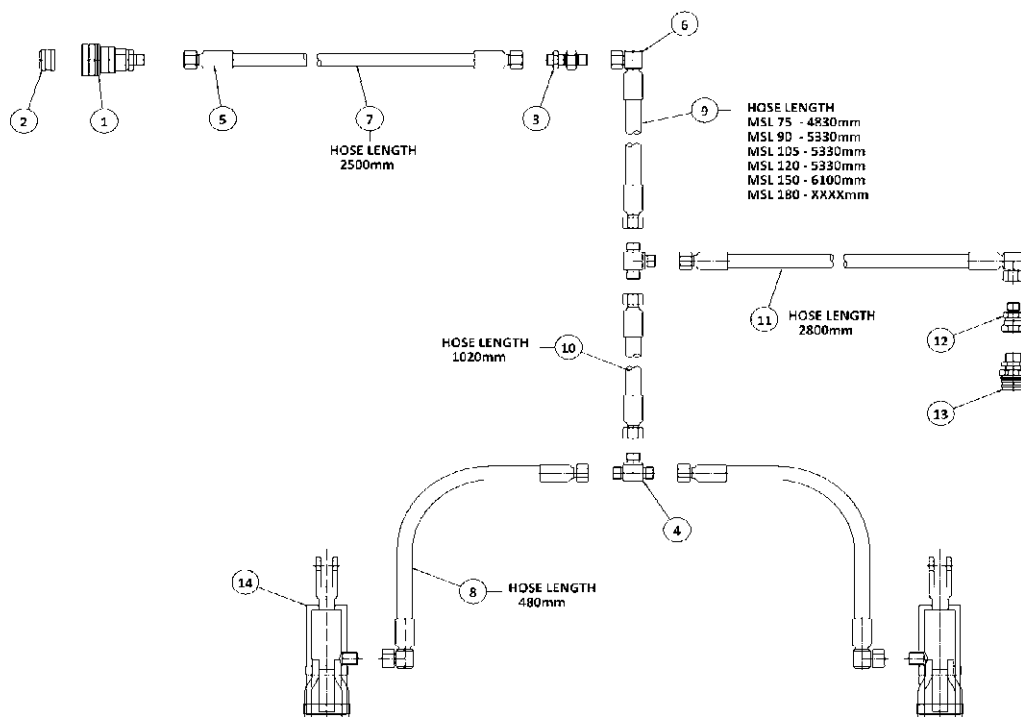 6
2
1
5
7
3
9
HOSE LENGTH
MSL 75 - 4830mm
MSL 90 - 5330mm
MSL 105 - 5330mm
MSL 120 - 5330mm
MSL 150 - 6100mm
MSL 180 - XXXXmm
HOSE LENGTH
2500mm
11
HOSE LENGTH
2800mm
12
HOSE LENGTH
1020mm
10
13
4
14
8
HOSE LENGTH
480mm